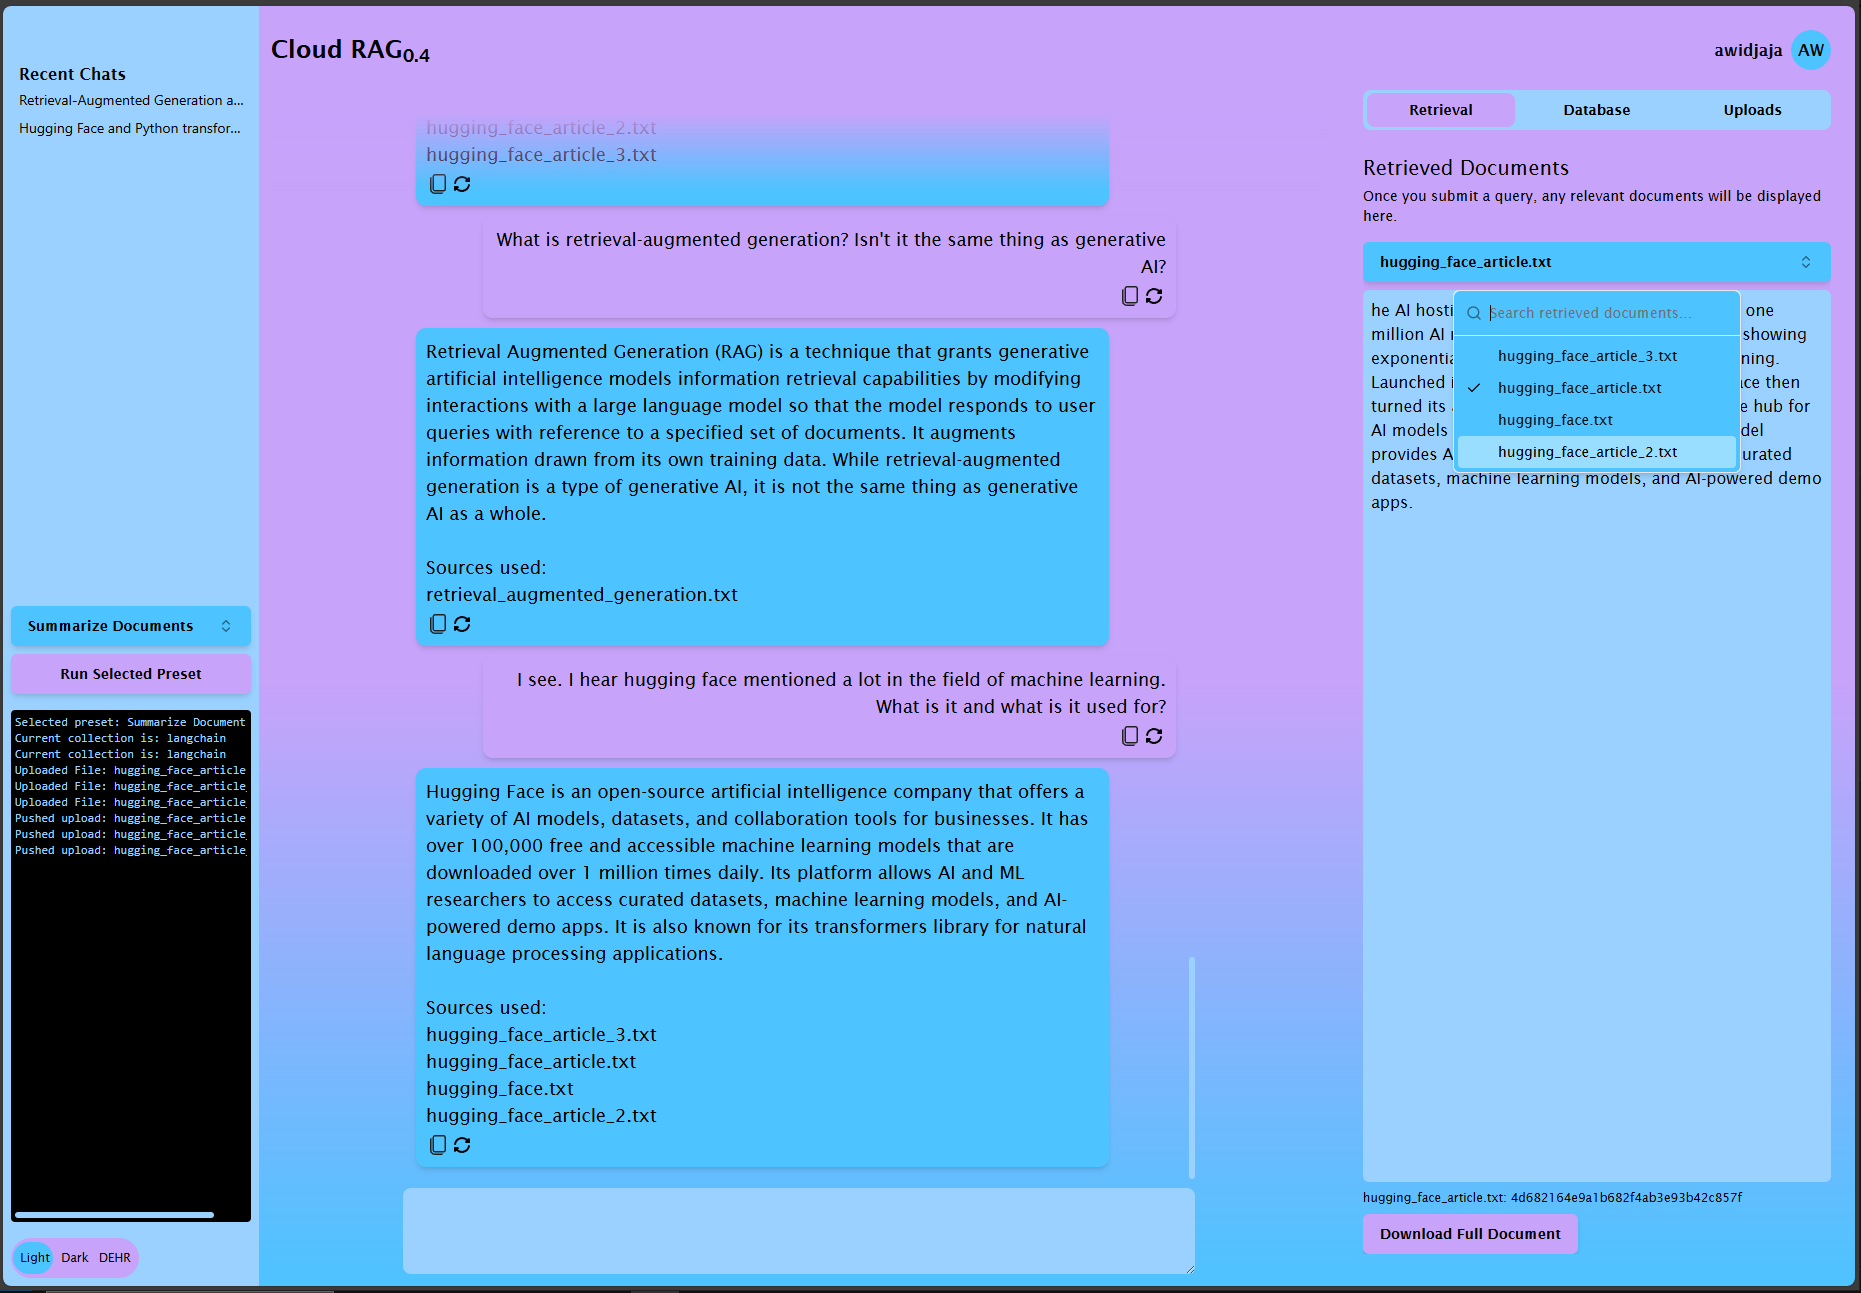 Recent Chats
Retrieval-Augmented Generation a...
Hugging Face and Python transfor...
Summarize Documents
Run Selected Preset
Selected preset: Summarize Document
Current collection is: langchain
Current collection is: langchain
Uploaded File: hugging_face_article
Uploaded File: hugging_face_article_
Uploaded File: hugging_face_article_
Pushed upload: hugging_face_article
Pushed upload: hugging_face_article_
Pushed upload: hugging_face_article_
Light Dark DEHR
Cloud RAG0.4
hugging_face_article_2.txt
hugging_face_article_3.txt
What is retrieval-augmented generation? Isn't it the same thing as generative
AI?
Retrieval Augmented Generation (RAG) is a technique that grants generative
artificial intelligence models information retrieval capabilities by modifying
interactions with a large language model so that the model responds to user
queries with reference to a specified set of documents. It augments
information drawn from its own training data. While retrieval-augmented
generation is a type of generative AI, it is not the same thing as generative
AI as a whole.
Sources used:
retrieval_augmented_generation.txt
I see. I hear hugging face mentioned a lot in the field of machine learning.
What is it and what is it used for?
Hugging Face is an open-source artificial intelligence company that offers a
variety of AI models, datasets, and collaboration tools for businesses. It has
over 100,000 free and accessible machine learning models that are
downloaded over 1 million times daily. Its platform allows AI and ML
researchers to access curated datasets, machine learning models, and AI-
powered demo apps. It is also known for its transformers library for natural
language processing applications.
Sources used:
hugging_face_article_3.txt
hugging_face_article.txt
hugging_face.txt
hugging_face_article_2.txt
awidjaja AW
Retrieval Database Uploads
Retrieved Documents
Once you submit a query, any relevant documents will be displayed
here.
hugging_face_article.txt
Search retrieved documents...
hugging_face_article_3.txt
hugging_face_article.txt
hugging_face.txt
hugging_face_article_2.txt
he AI hosti one
million AI showing
exponentia ning.
Launched ce then
turned its e hub for
AI models del
provides A urated
datasets, machine learning models, and AI-powered demo
apps.
hugging_face_article.txt: 4d682164e9a1b682f4ab3e93b42c857f
Download Full Document